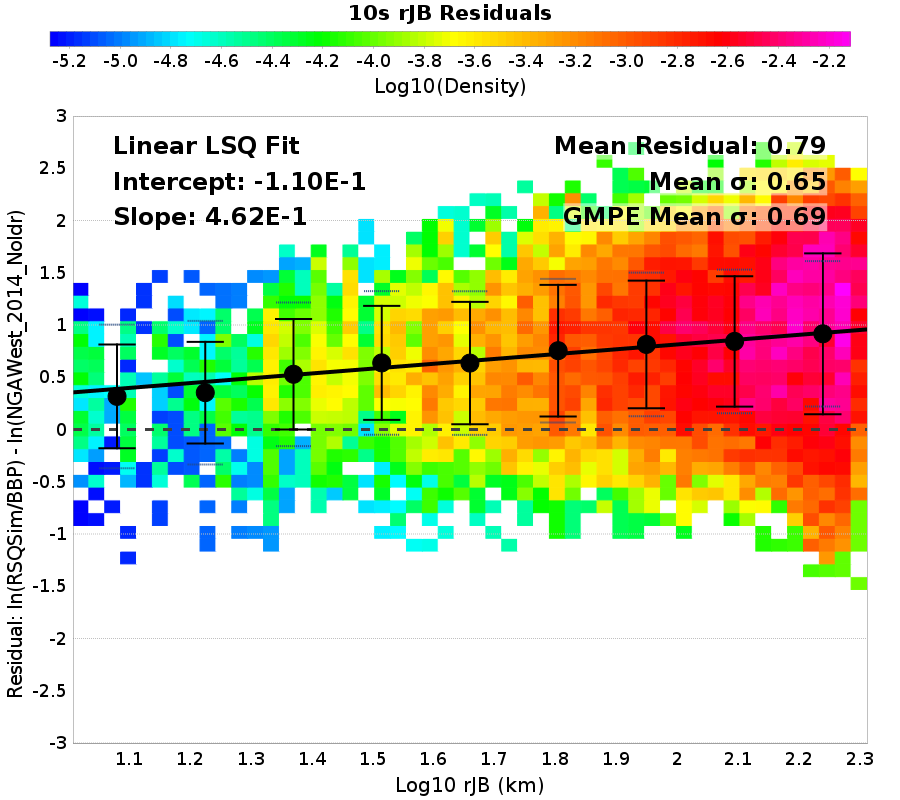 10s rJB Residuals
-5.2 -5.0 -4.8 -4.6 -4.4 -4.2 -4.0 -3.8 -3.6 -3.4 -3.2 -3.0 -2.8 -2.6 -2.4 -2.2
Log10(Density)
Linear LSQ Fit
Intercept: -1.10E-1
Slope: 4.62E-1
Mean Residual: 0.79
Mean σ: 0.65
GMPE Mean σ: 0.69
Residual: ln(RSQSim/BBP) - ln(NGAWest_2014_NoIdr)
3
2.5
2
1.5
1
0.5
0
-0.5
-1
-1.5
-2
-2.5
-3
1.1 1.2 1.3 1.4 1.5 1.6 1.7 1.8 1.9 2 2.1 2.2 2.3
Log10 rJB (km)